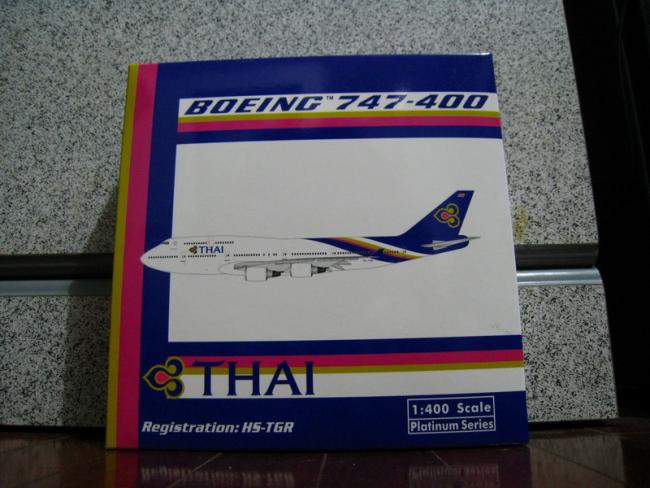 BOEING™ 747-400
THAI
THAI
Registration: HS-TGR
1:400 Scale
Platinum Series